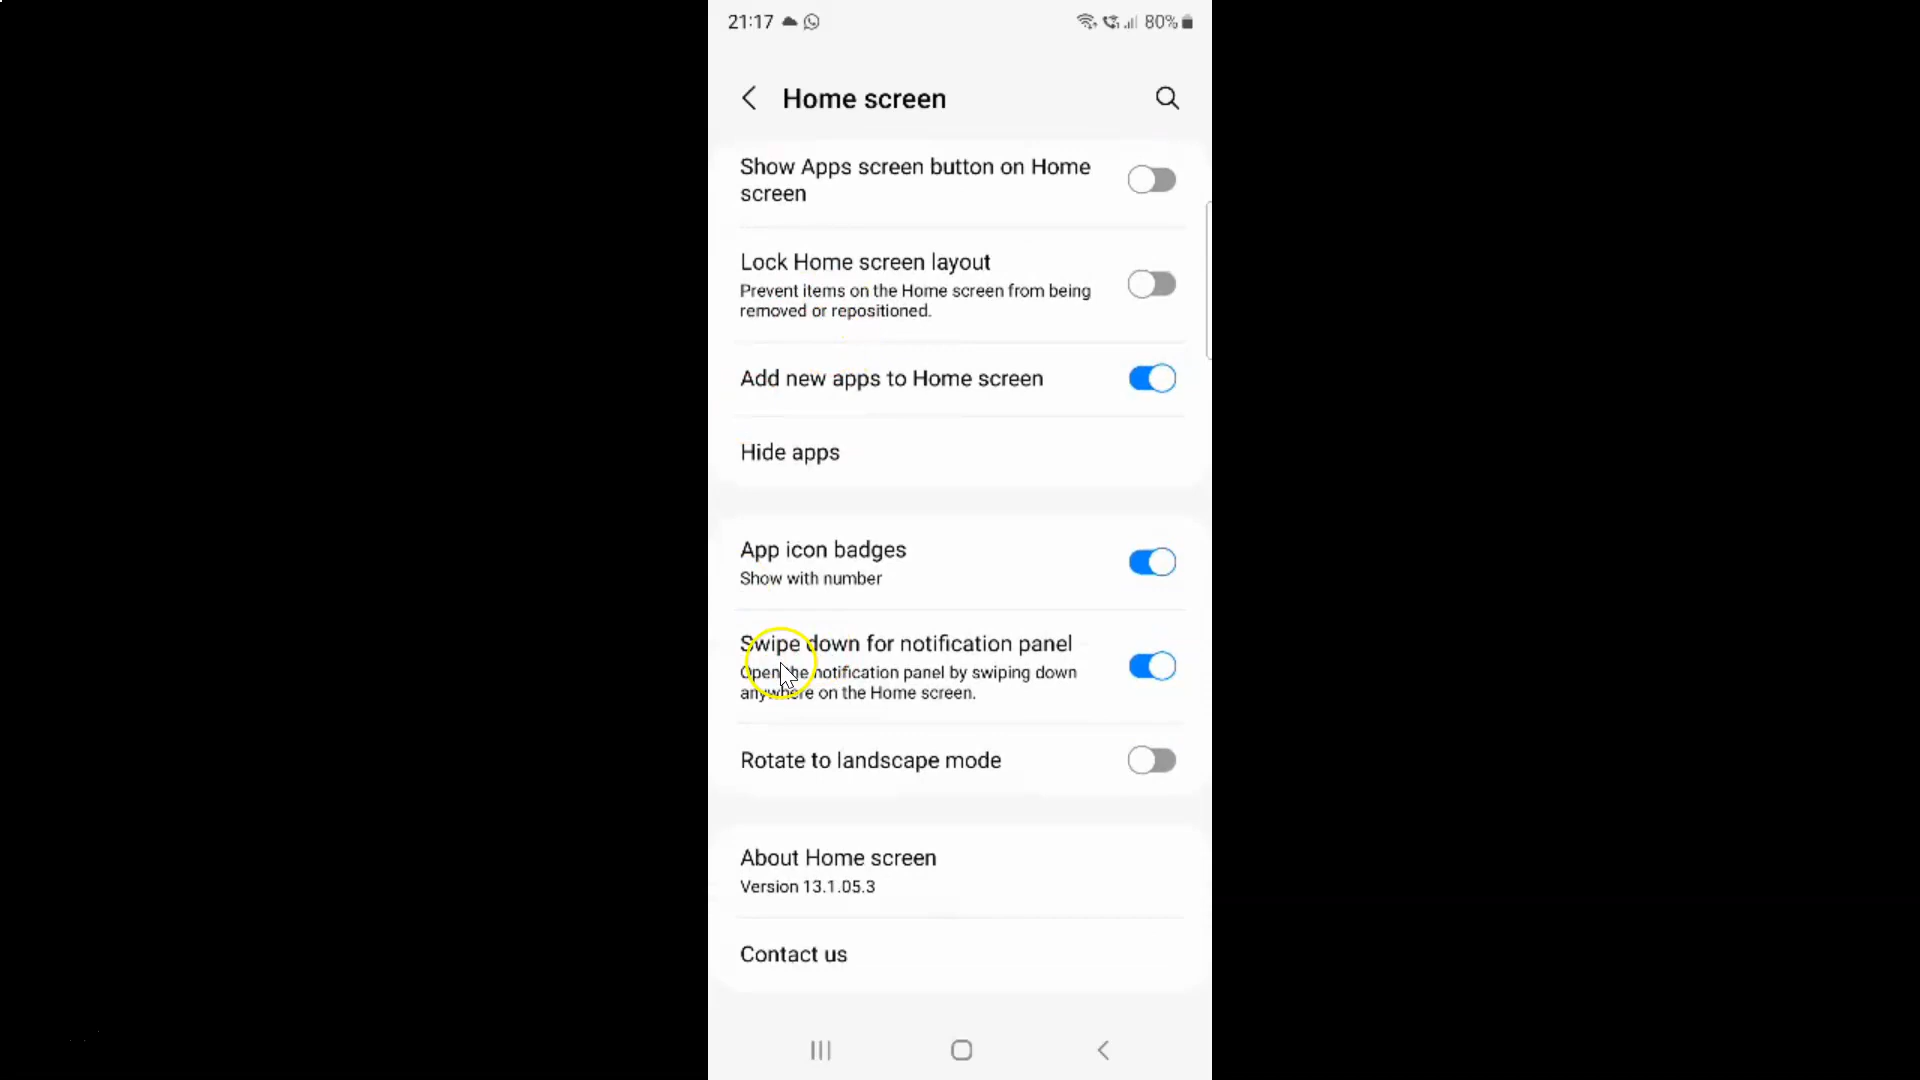 21:17
80%
Home screen
Show Apps screen button on Home
screen
Lock Home screen layout
Prevent items on the Home screen from being
removed or repositioned.
Add new apps to Home screen
Hide apps
App icon badges
Show with number
Swipe down for notification panel
Open the notification panel by swiping down
anywhere on the Home screen.
Rotate to landscape mode
About Home screen
Version 13.1.05.3
Contact us